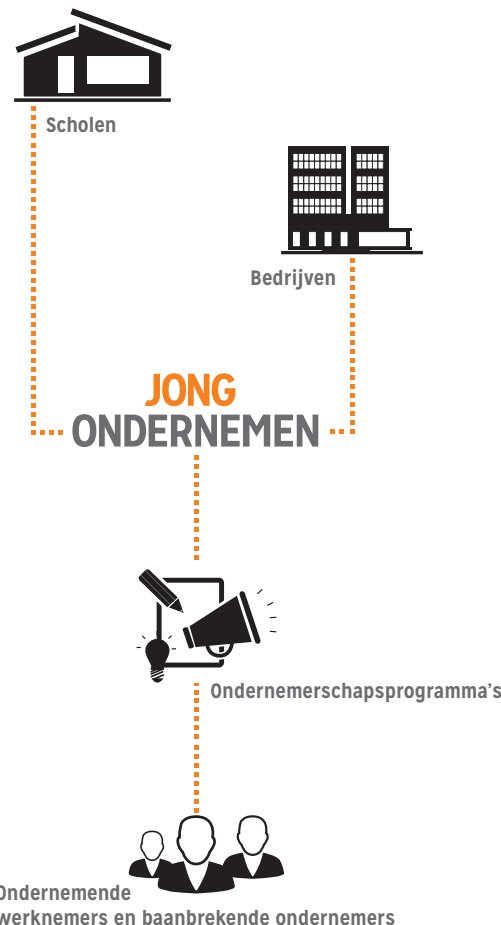 Scholen
Bedrijven
JONG
ONDERNEMEN
Ondernemerschapsprogramma’s
Ondernemende
werknemers en baanbrekende ondernemers